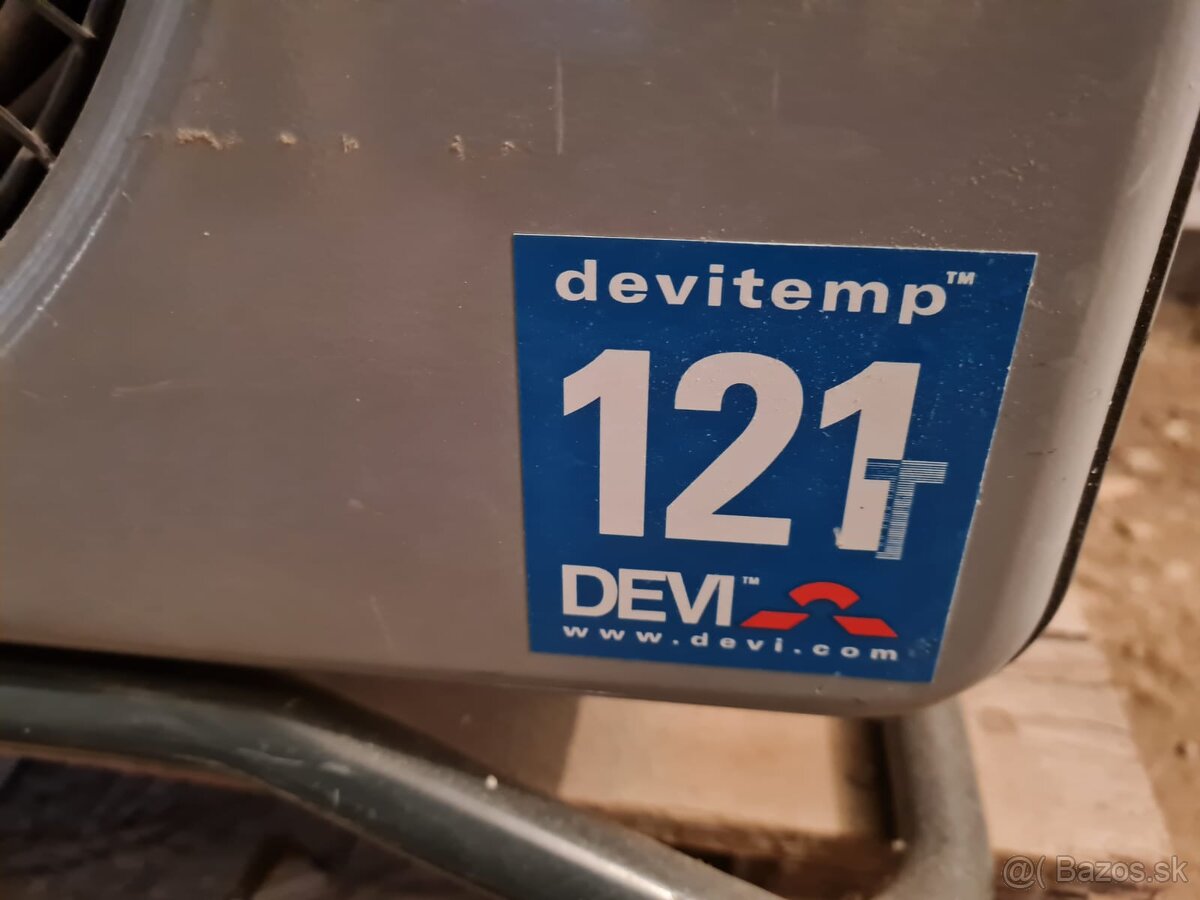 devitemp™
121T
DEVI™
www.devi.com
@( Bazos.sk